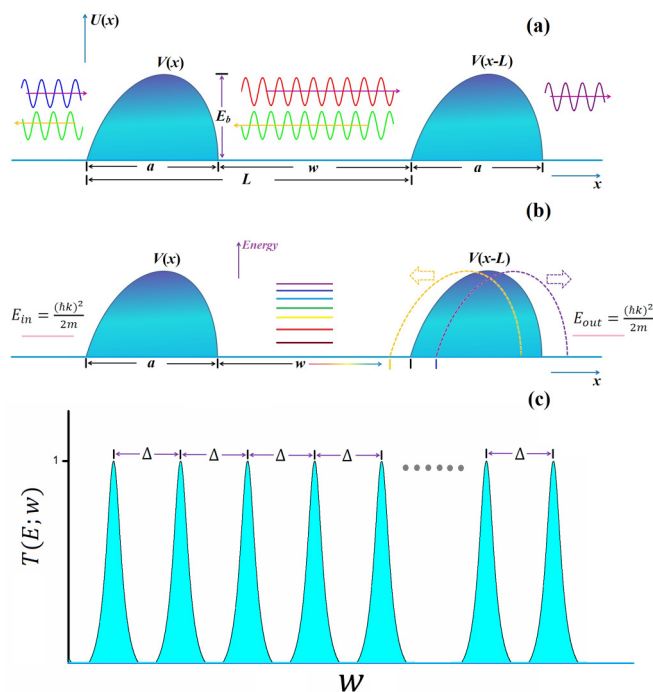 U(x)
(a)
V(x)
V(x-L)
E_b
a
w
a
L
x
(b)
Energy
V(x)
V(x-L)
E_in = (ħk)²/2m
E_out = (ħk)²/2m
a
w
x
(c)
1
Δ Δ Δ Δ Δ
T(E;w)
w